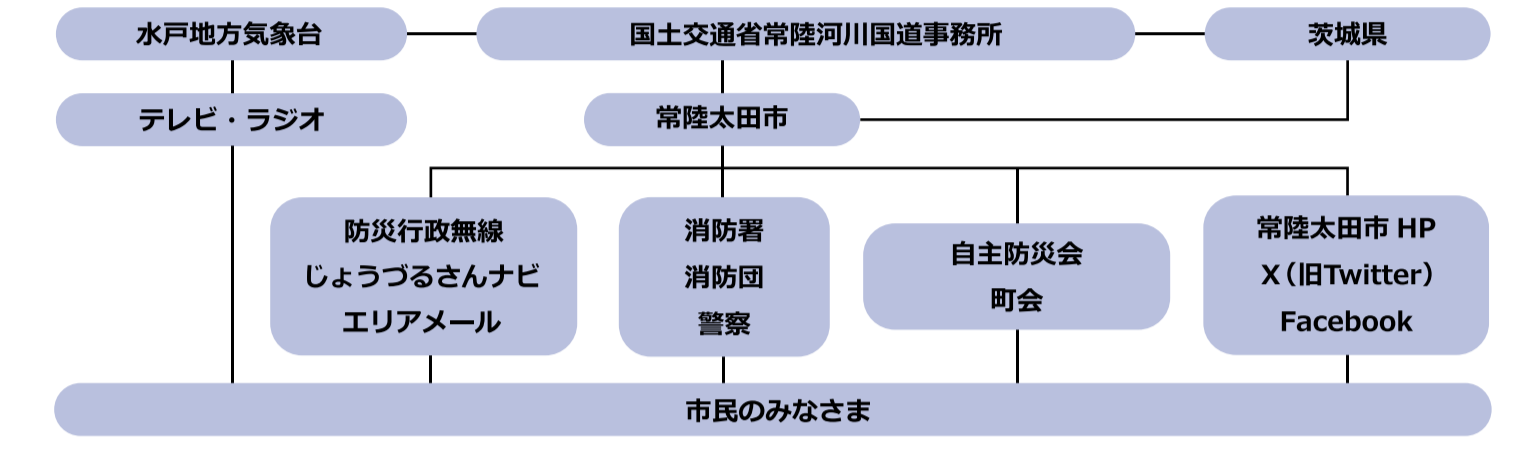 水戸地方気象台
国土交通省常陸河川国道事務所
茨城県
テレビ・ラジオ
常陸太田市
防災行政無線
じょうづるさんナビ
エリアメール
消防署
消防団
警察
自主防災会
町会
常陸太田市 HP
X(旧Twitter)
Facebook
市民のみなさま